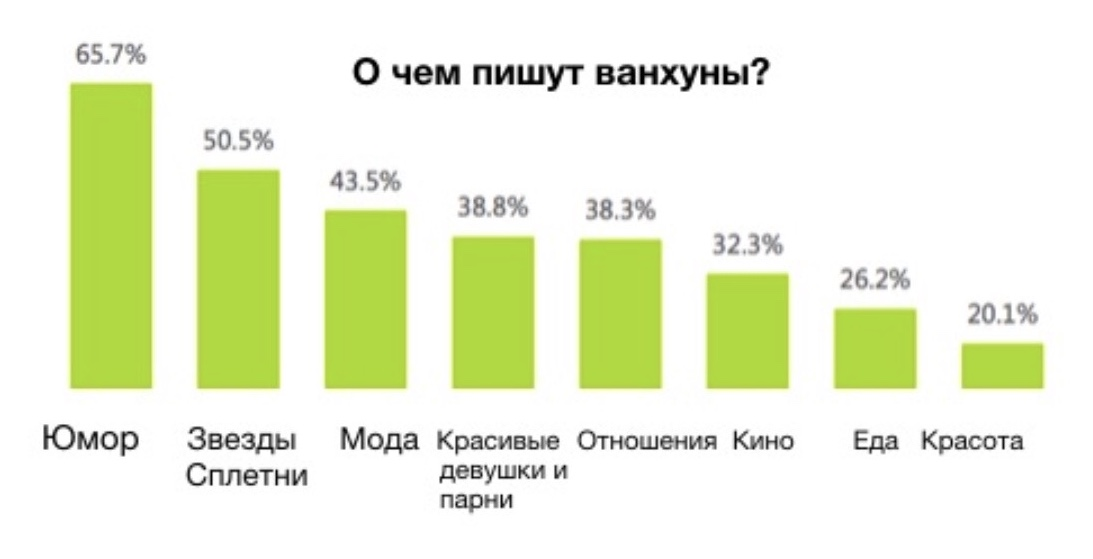 О чем пишут ванхуны?
65.7%
50.5%
43.5%
38.8%
38.3%
32.3%
26.2%
20.1%
Юмор
Звезды
Сплетни
Мода
Красивые
девушки и
парни
Отношения
Кино
Еда
Красота